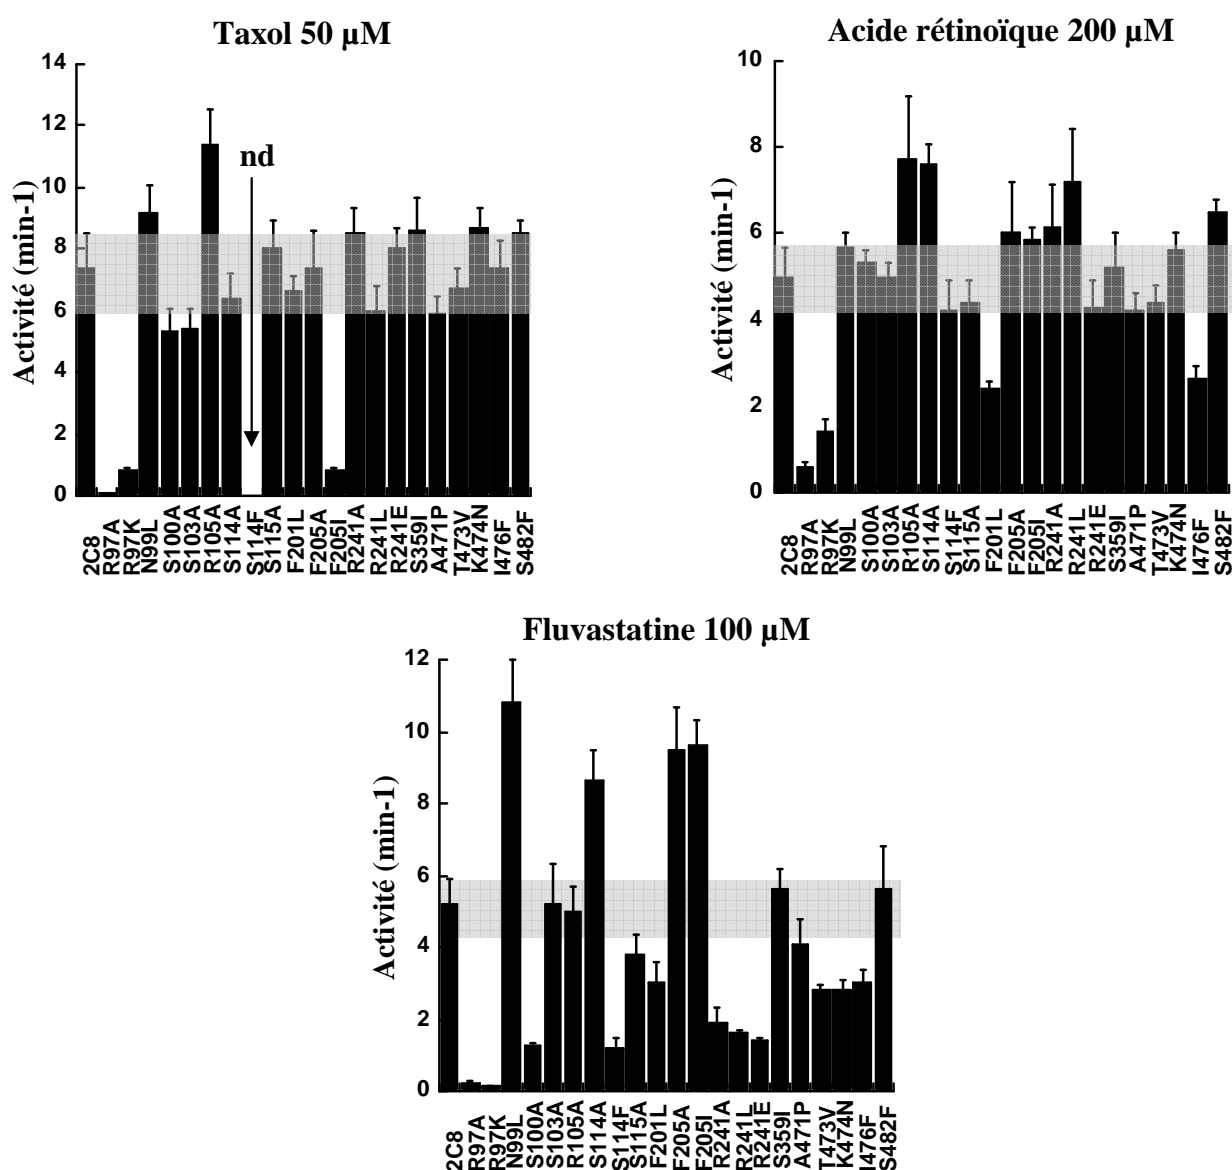 Taxol 50 µM
Activité (min-1)
14
12
10
8
6
4
2
0
nd
2C8
R97A
R97K
N99L
S100A
S103A
R105A
S114A
S114F
S115A
F201L
F205A
F205I
R241A
R241L
R241E
S359I
A471P
T473V
K474N
I476F
S482F
Acide rétinoïque 200 µM
Activité (min-1)
10
8
6
4
2
0
2C8
R97A
R97K
N99L
S100A
S103A
R105A
S114A
S114F
S115A
F201L
F205A
F205I
R241A
R241L
R241E
S359I
A471P
T473V
K474N
I476F
S482F
Fluvastatine 100 µM
Activité (min-1)
12
10
8
6
4
2
0
2C8
R97A
R97K
N99L
S100A
S103A
R105A
S114A
S114F
S115A
F201L
F205A
F205I
R241A
R241L
R241E
S359I
A471P
T473V
K474N
I476F
S482F